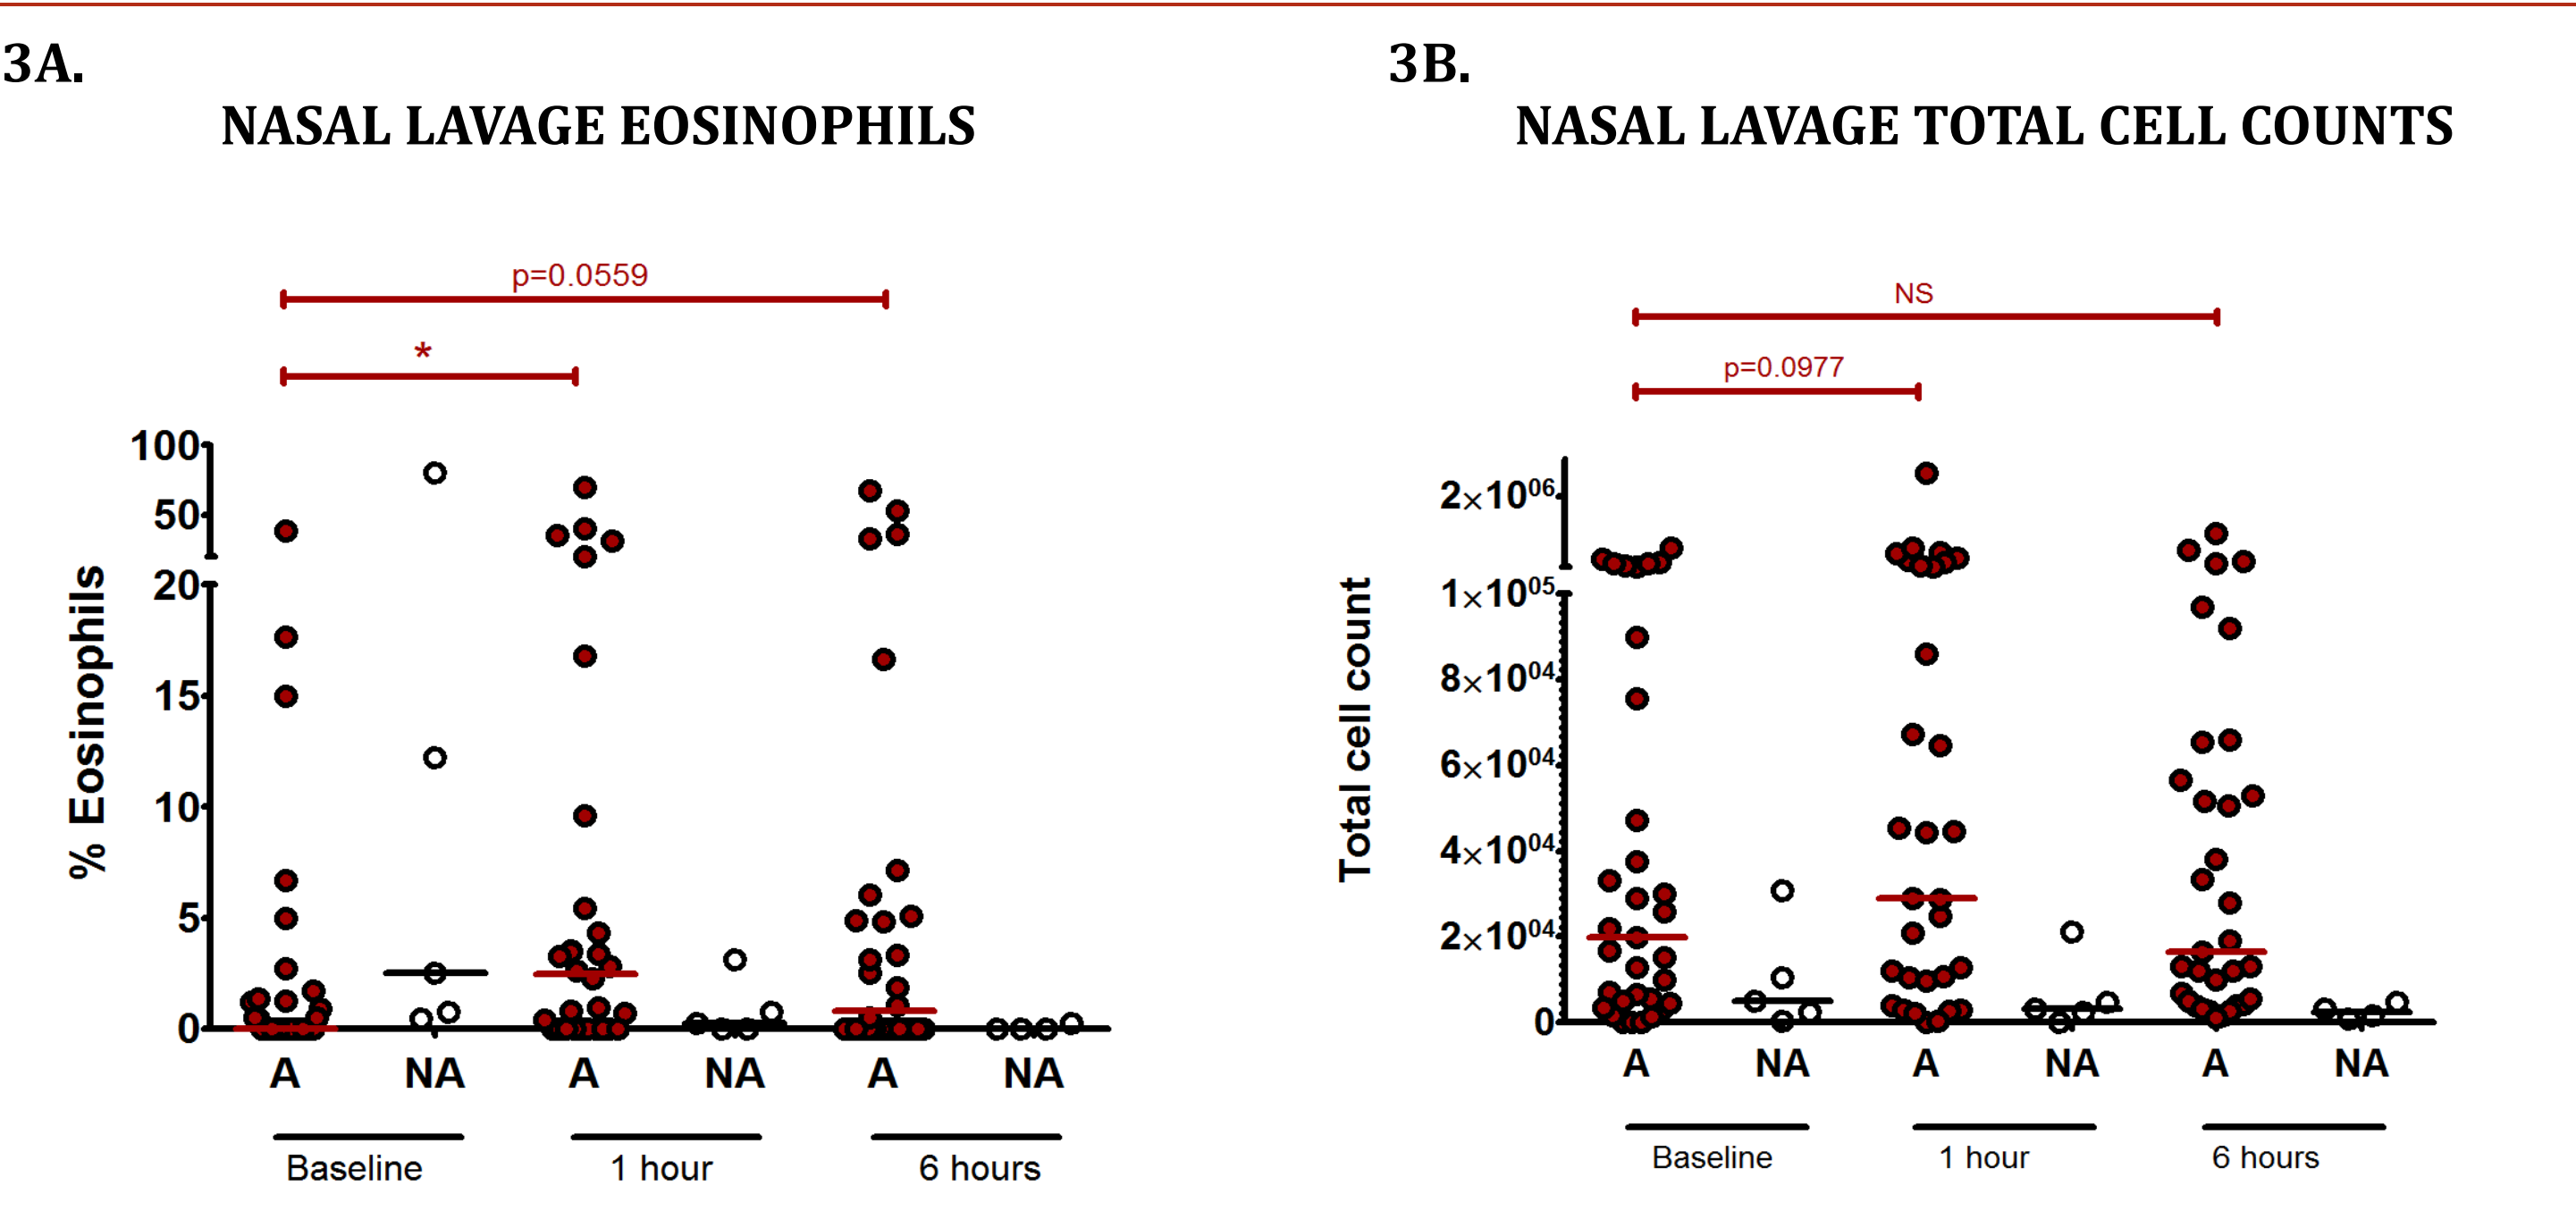 3A.
NASAL LAVAGE EOSINOPHILS
p=0.0559
*
100
50
20
15
10
5
0
% Eosinophils
A NA A NA A NA
Baseline 1 hour 6 hours
3B.
NASAL LAVAGE TOTAL CELL COUNTS
NS
p=0.0977
2×10⁰⁶
1×10⁰⁵
8×10⁰⁴
6×10⁰⁴
4×10⁰⁴
2×10⁰⁴
0
Total cell count
A NA A NA A NA
Baseline 1 hour 6 hours